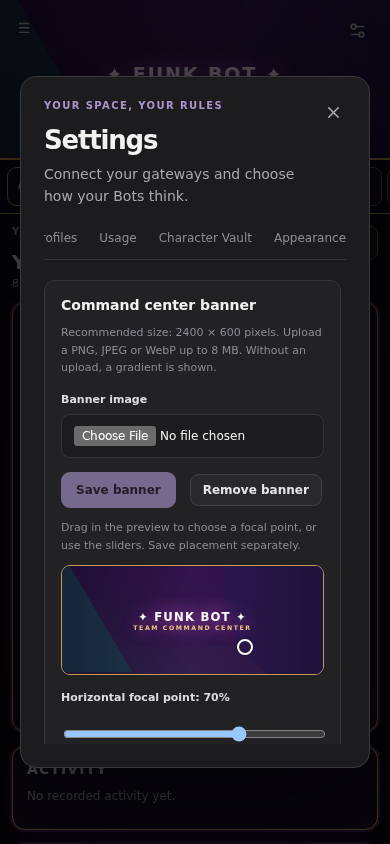 ✦ FUNK BOT ✦
YOUR SPACE, YOUR RULES
Settings
Connect your gateways and choose
how your Bots think.
rofiles Usage Character Vault Appearance
Command center banner
Recommended size: 2400 × 600 pixels. Upload
a PNG, JPEG or WebP up to 8 MB. Without an
upload, a gradient is shown.
Banner image
Choose File No file chosen
Save banner Remove banner
Drag in the preview to choose a focal point, or
use the sliders. Save placement separately.
✦ FUNK BOT ✦
TEAM COMMAND CENTER
Horizontal focal point: 70%
ACTIVITY
No recorded activity yet.